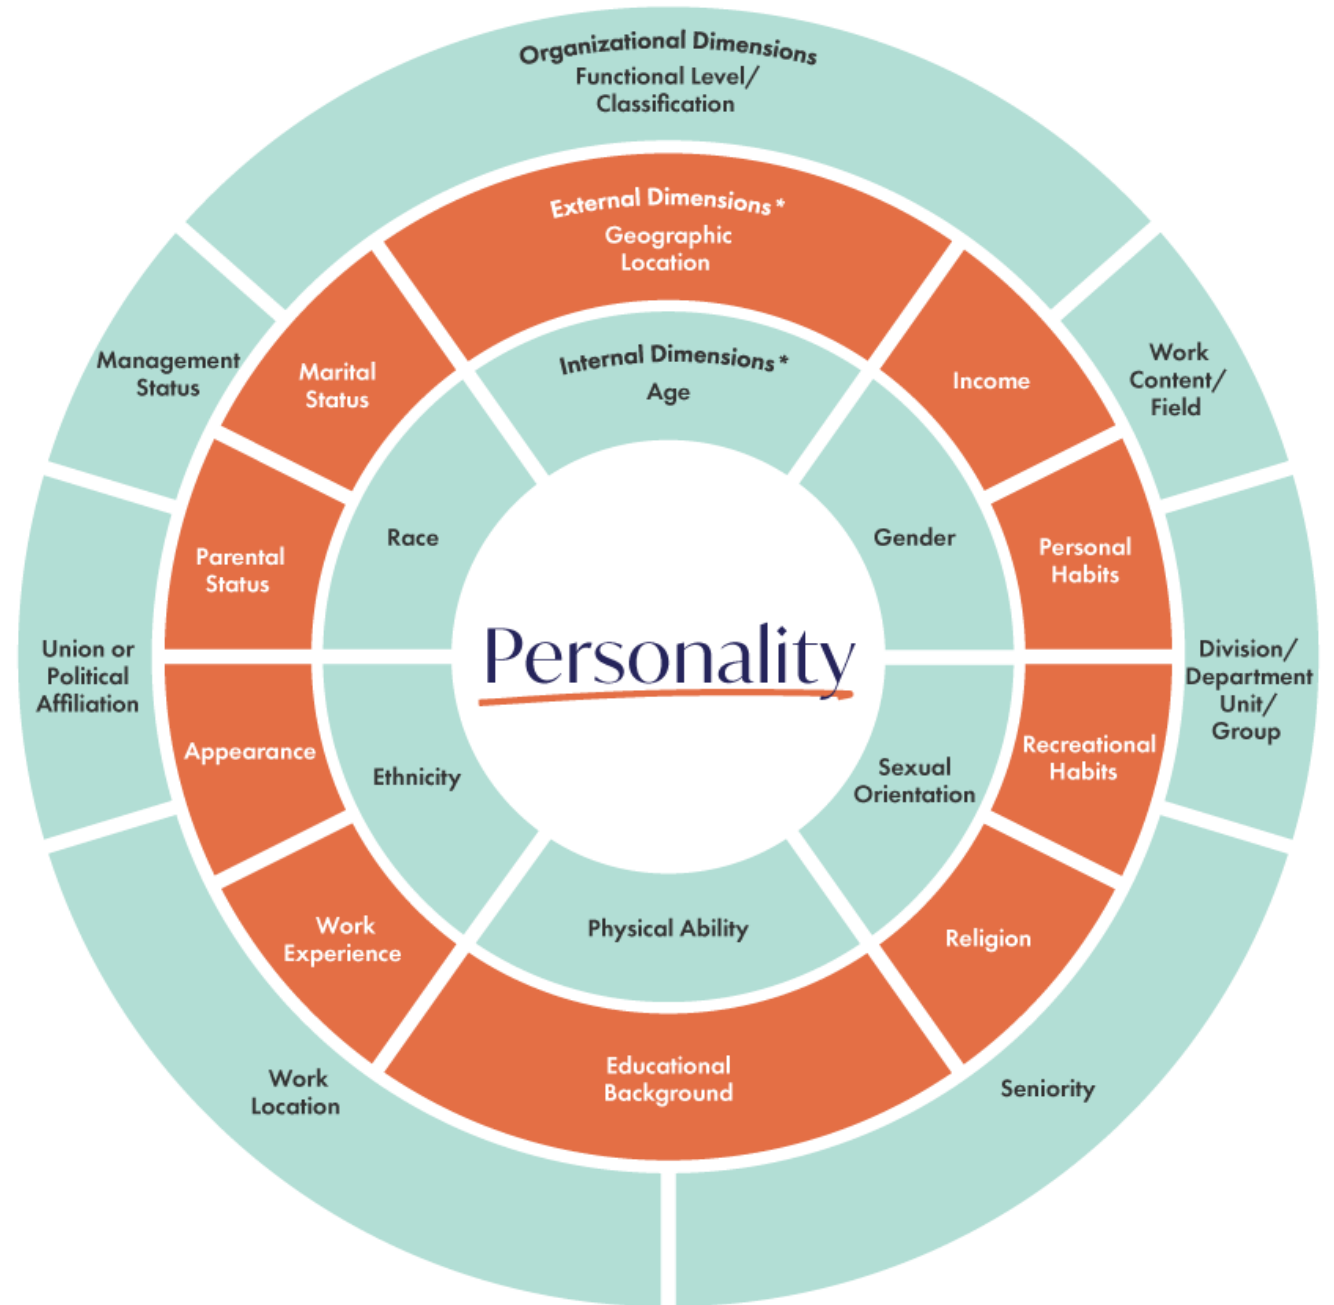 Organizational Dimensions
Functional Level/
Classification
External Dimensions*
Geographic
Location
Internal Dimensions*
Age
Management
Status
Marital
Status
Income
Work
Content/
Field
Race
Gender
Parental
Status
Personal
Habits
Union or
Political
Affiliation
Personality
Division/
Department
Unit/
Group
Appearance
Ethnicity
Sexual
Orientation
Recreational
Habits
Work
Experience
Physical Ability
Religion
Work
Location
Educational
Background
Seniority